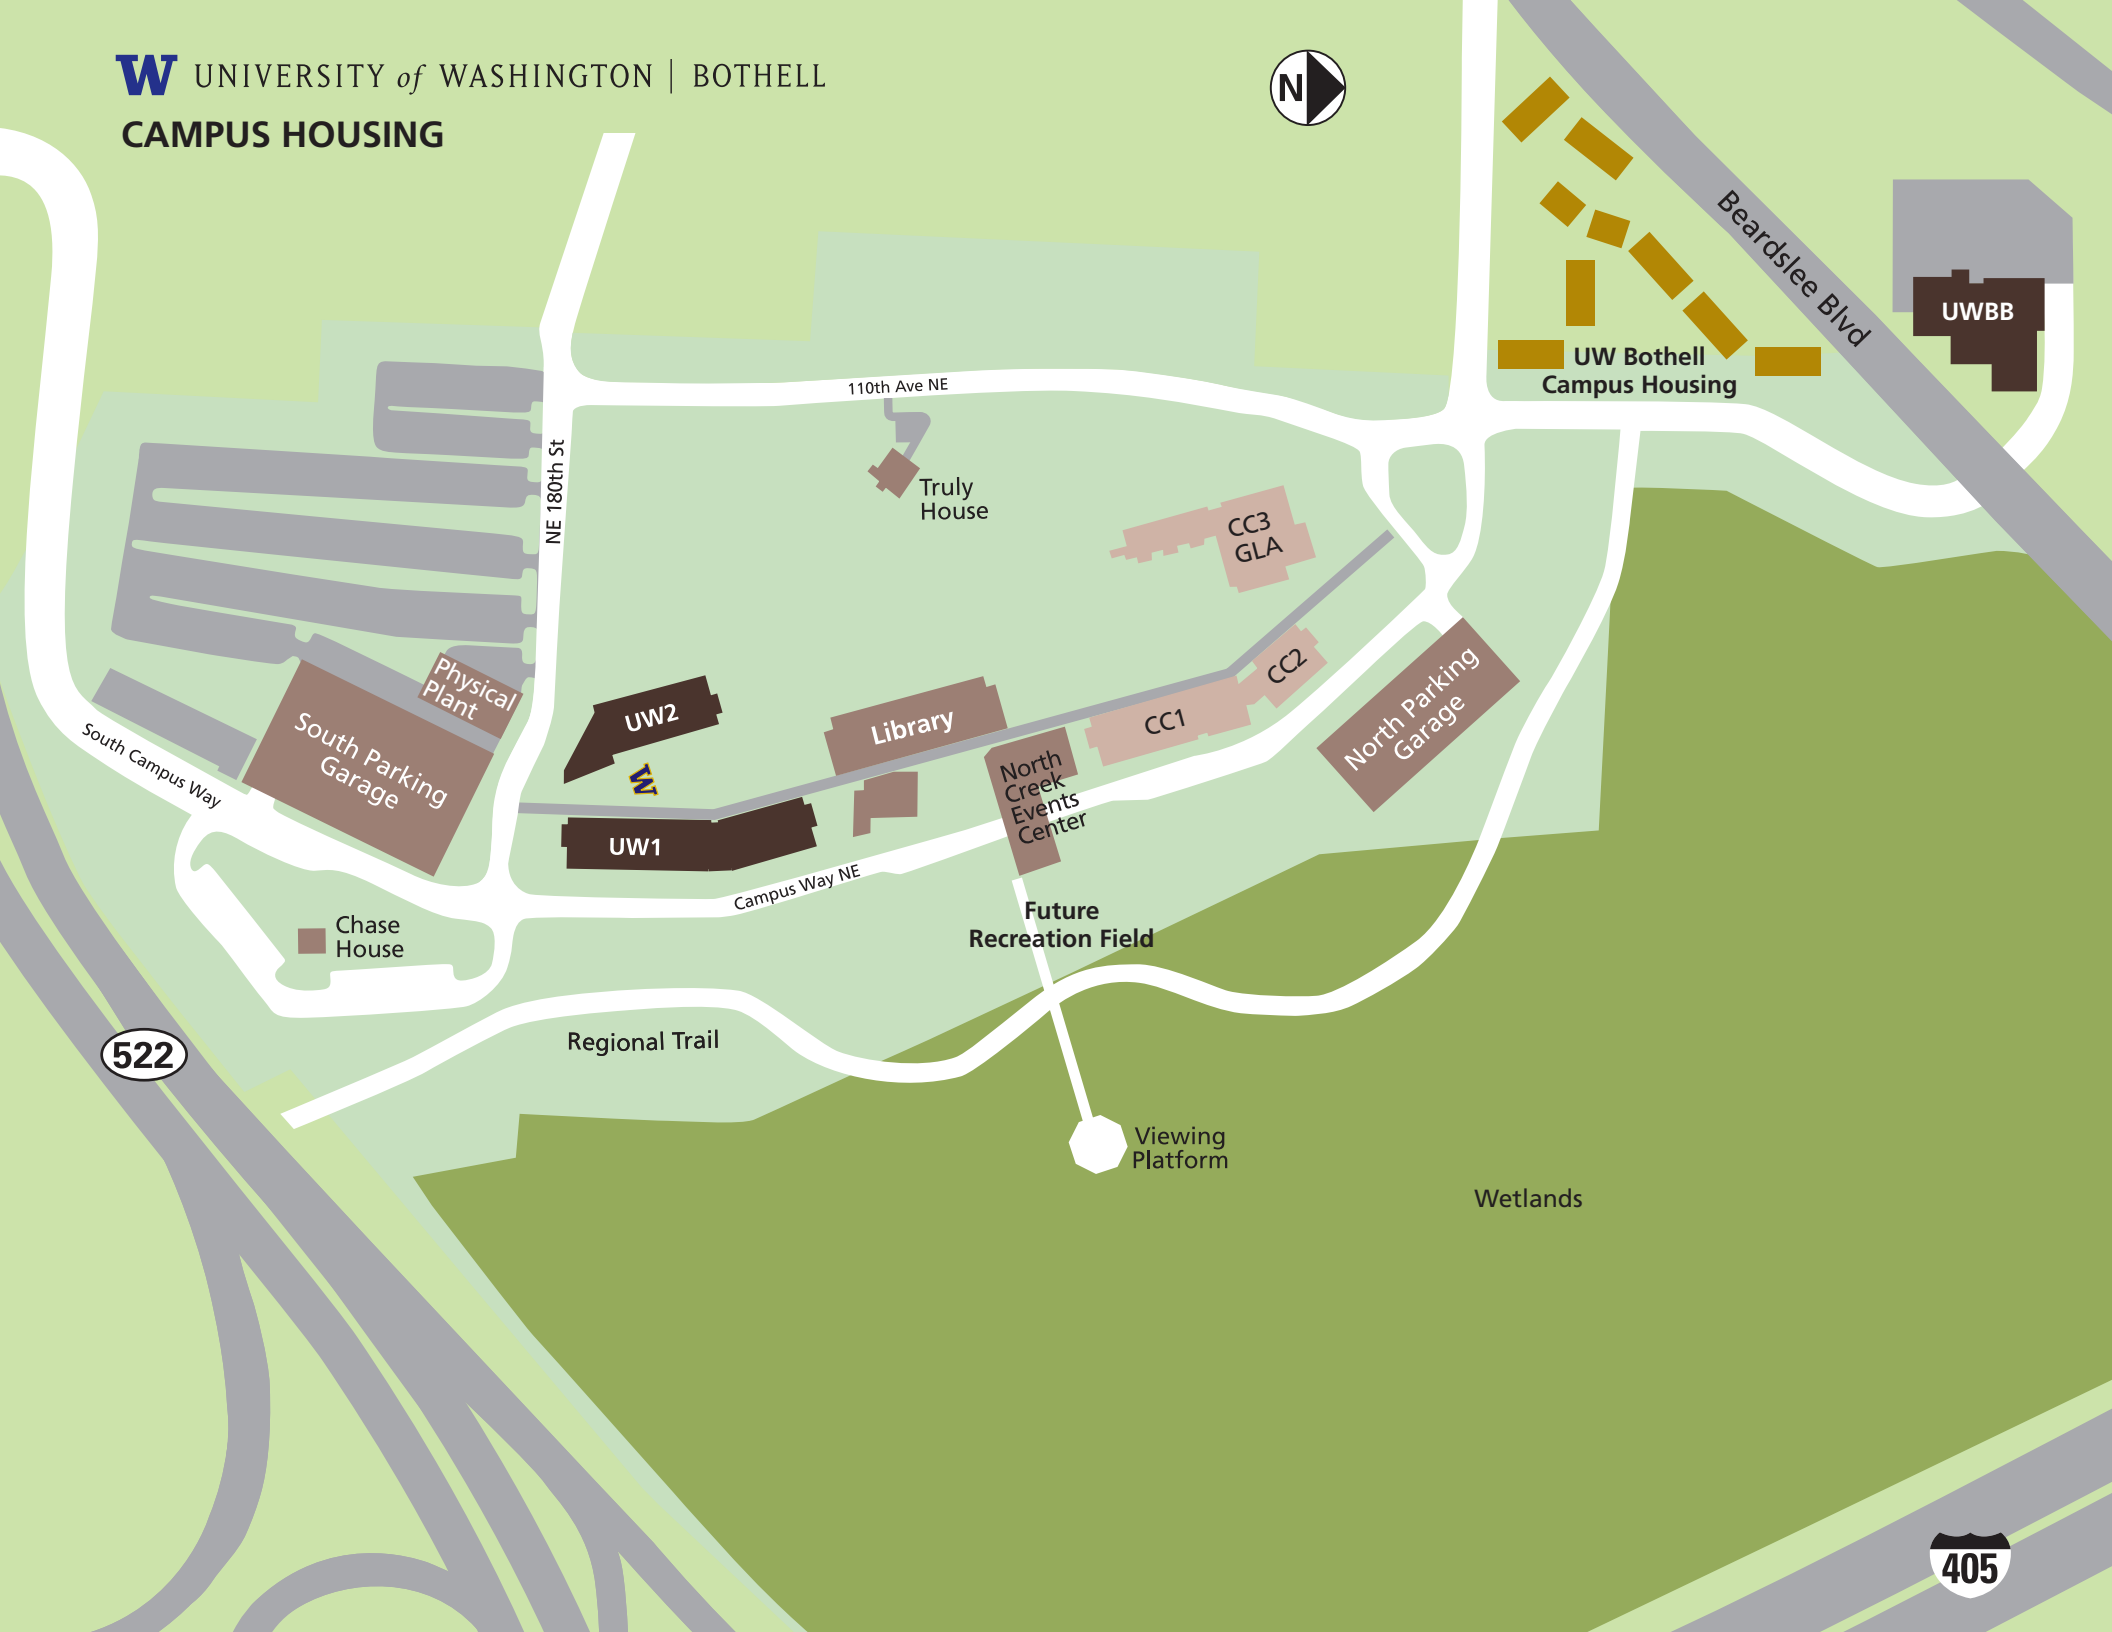 W UNIVERSITY of WASHINGTON | BOTHELL
CAMPUS HOUSING
N
Beardslee Blvd
UWBB
UW Bothell
Campus Housing
110th Ave NE
NE 180th St
Truly
House
CC3
GLA
Physical
Plant
South Parking
Garage
South Campus Way
UW2
W
Library
CC1
CC2
North Parking
Garage
North
Creek
Events
Center
UW1
Campus Way NE
Chase
House
Future
Recreation Field
522
Regional Trail
Viewing
Platform
Wetlands
405